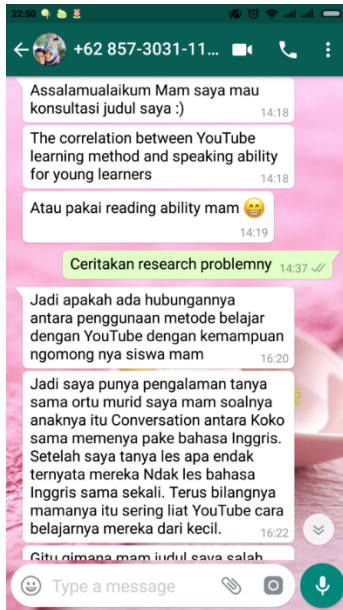 22:50
+62 857-3031-11...
Assalamualaikum Mam saya mau
konsultasi judul saya :)
14:18
The correlation between YouTube
learning method and speaking ability
for young learners
14:18
Atau pakai reading ability mam
14:19
Ceritakan research problemny 14:37
Jadi apakah ada hubungannya
antara penggunaan metode belajar
dengan YouTube dengan kemampuan
ngomong nya siswa mam
16:20
Jadi saya punya pengalaman tanya
sama ortu murid saya mam soalnya
anaknya itu Conversation antara Koko
sama memenya pake bahasa Inggris.
Setelah saya tanya les apa endak
ternyata mereka Ndak les bahasa
Inggris sama sekali. Terus bilangnya
mamanya itu sering liat YouTube cara
belajarnya mereka dari kecil.
16:22
Gitu gimana mam judul saya salah
Type a message